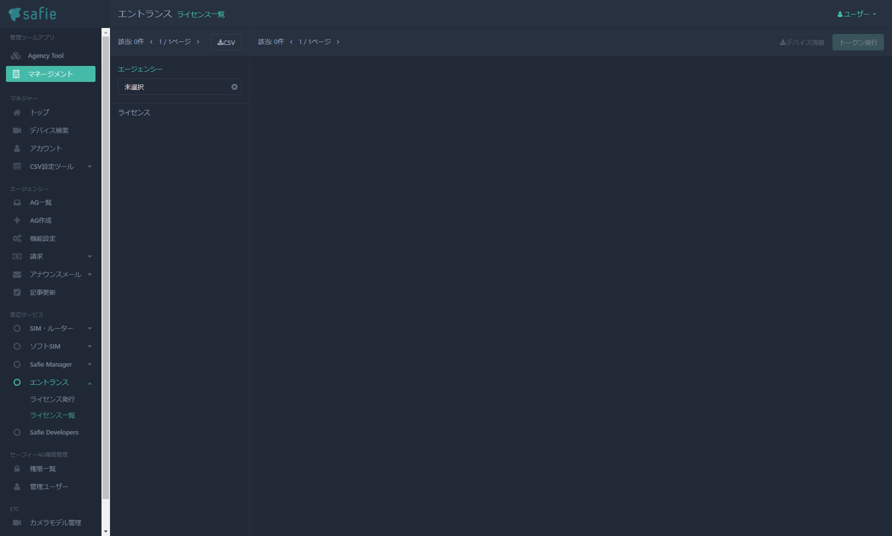 safie
管理ツールアプリ
Agency Tool
マネージメント
マネジャー
トップ
デバイス検索
アカウント
CSV設定ツール
エージェンシー
AG一覧
AG作成
機能設定
請求
アナウンスメール
記事更新
周辺サービス
SIM・ルーター
ソフトSIM
Safie Manager
エントランス
ライセンス発行
ライセンス一覧
Safie Developers
セーフィーAG権限管理
権限一覧
管理ユーザー
ETC
カメラモデル管理
エントランス ライセンス一覧
ユーザー
該当: 0件 1 / 1ページ
CSV
該当: 0件 1 / 1ページ
デバイス情報
トークン発行
エージェンシー
未選択
ライセンス